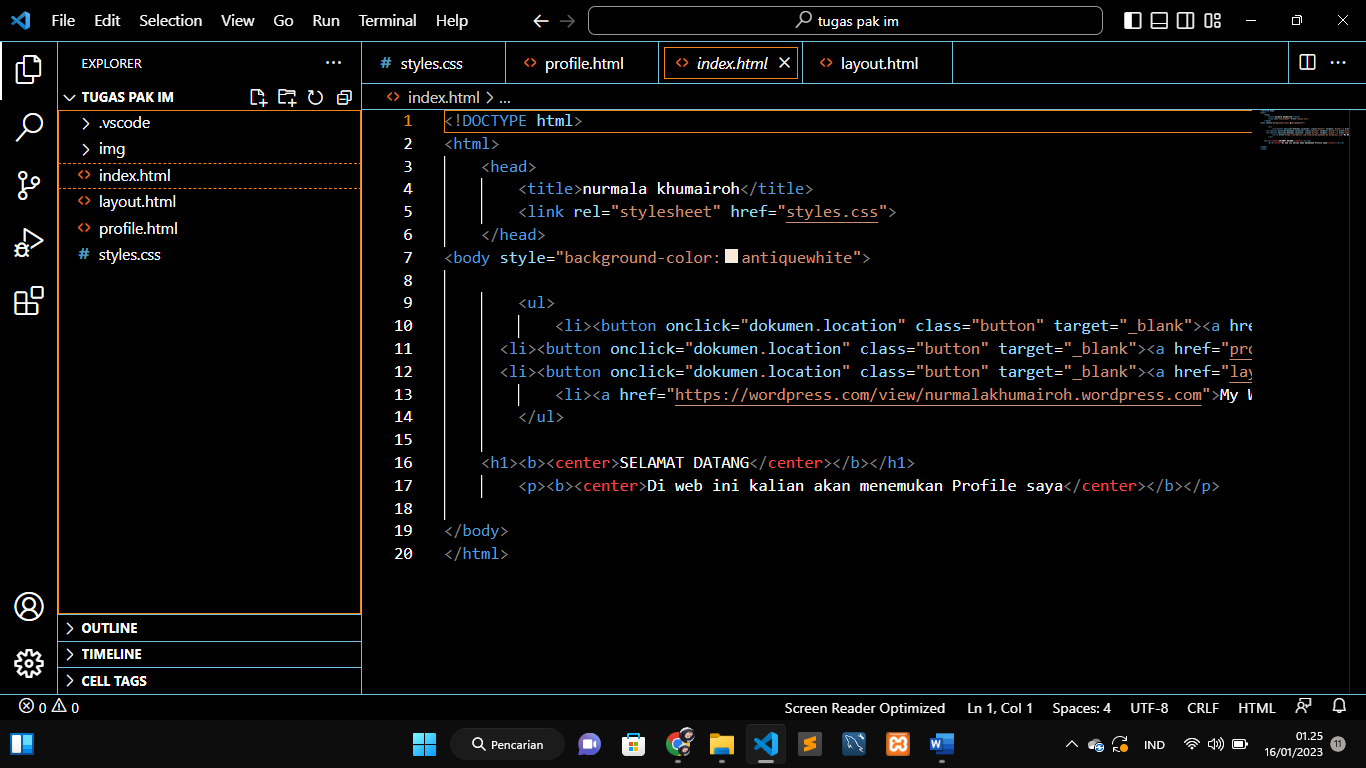 File Edit Selection View Go Run Terminal Help
tugas pak im
EXPLORER
TUGAS PAK IM
.vscode
img
index.html
layout.html
profile.html
styles.css
OUTLINE
TIMELINE
CELL TAGS
# styles.css
<> profile.html
<> index.html
<> layout.html
<> index.html > ...
1 <!DOCTYPE html>
2 <html>
3 <head>
4 <title>nurmala khumairoh</title>
5 <link rel="stylesheet" href="styles.css">
6 </head>
7 <body style="background-color:antiquewhite">
8
9 <ul>
10 <li><button onclick="dokumen.location" class="button" target="_blank"><a hre
11 <li><button onclick="dokumen.location" class="button" target="_blank"><a href="pro
12 <li><button onclick="dokumen.location" class="button" target="_blank"><a href="lay
13 <li><a href="https://wordpress.com/view/nurmalakhumairoh.wordpress.com">My W
14 </ul>
15
16 <h1><b><center>SELAMAT DATANG</center></b></h1>
17 <p><b><center>Di web ini kalian akan menemukan Profile saya</center></b></p>
18
19 </body>
20 </html>
0 0
Screen Reader Optimized Ln 1, Col 1 Spaces: 4 UTF-8 CRLF HTML
Pencarian
IND
01.25
16/01/2023
11